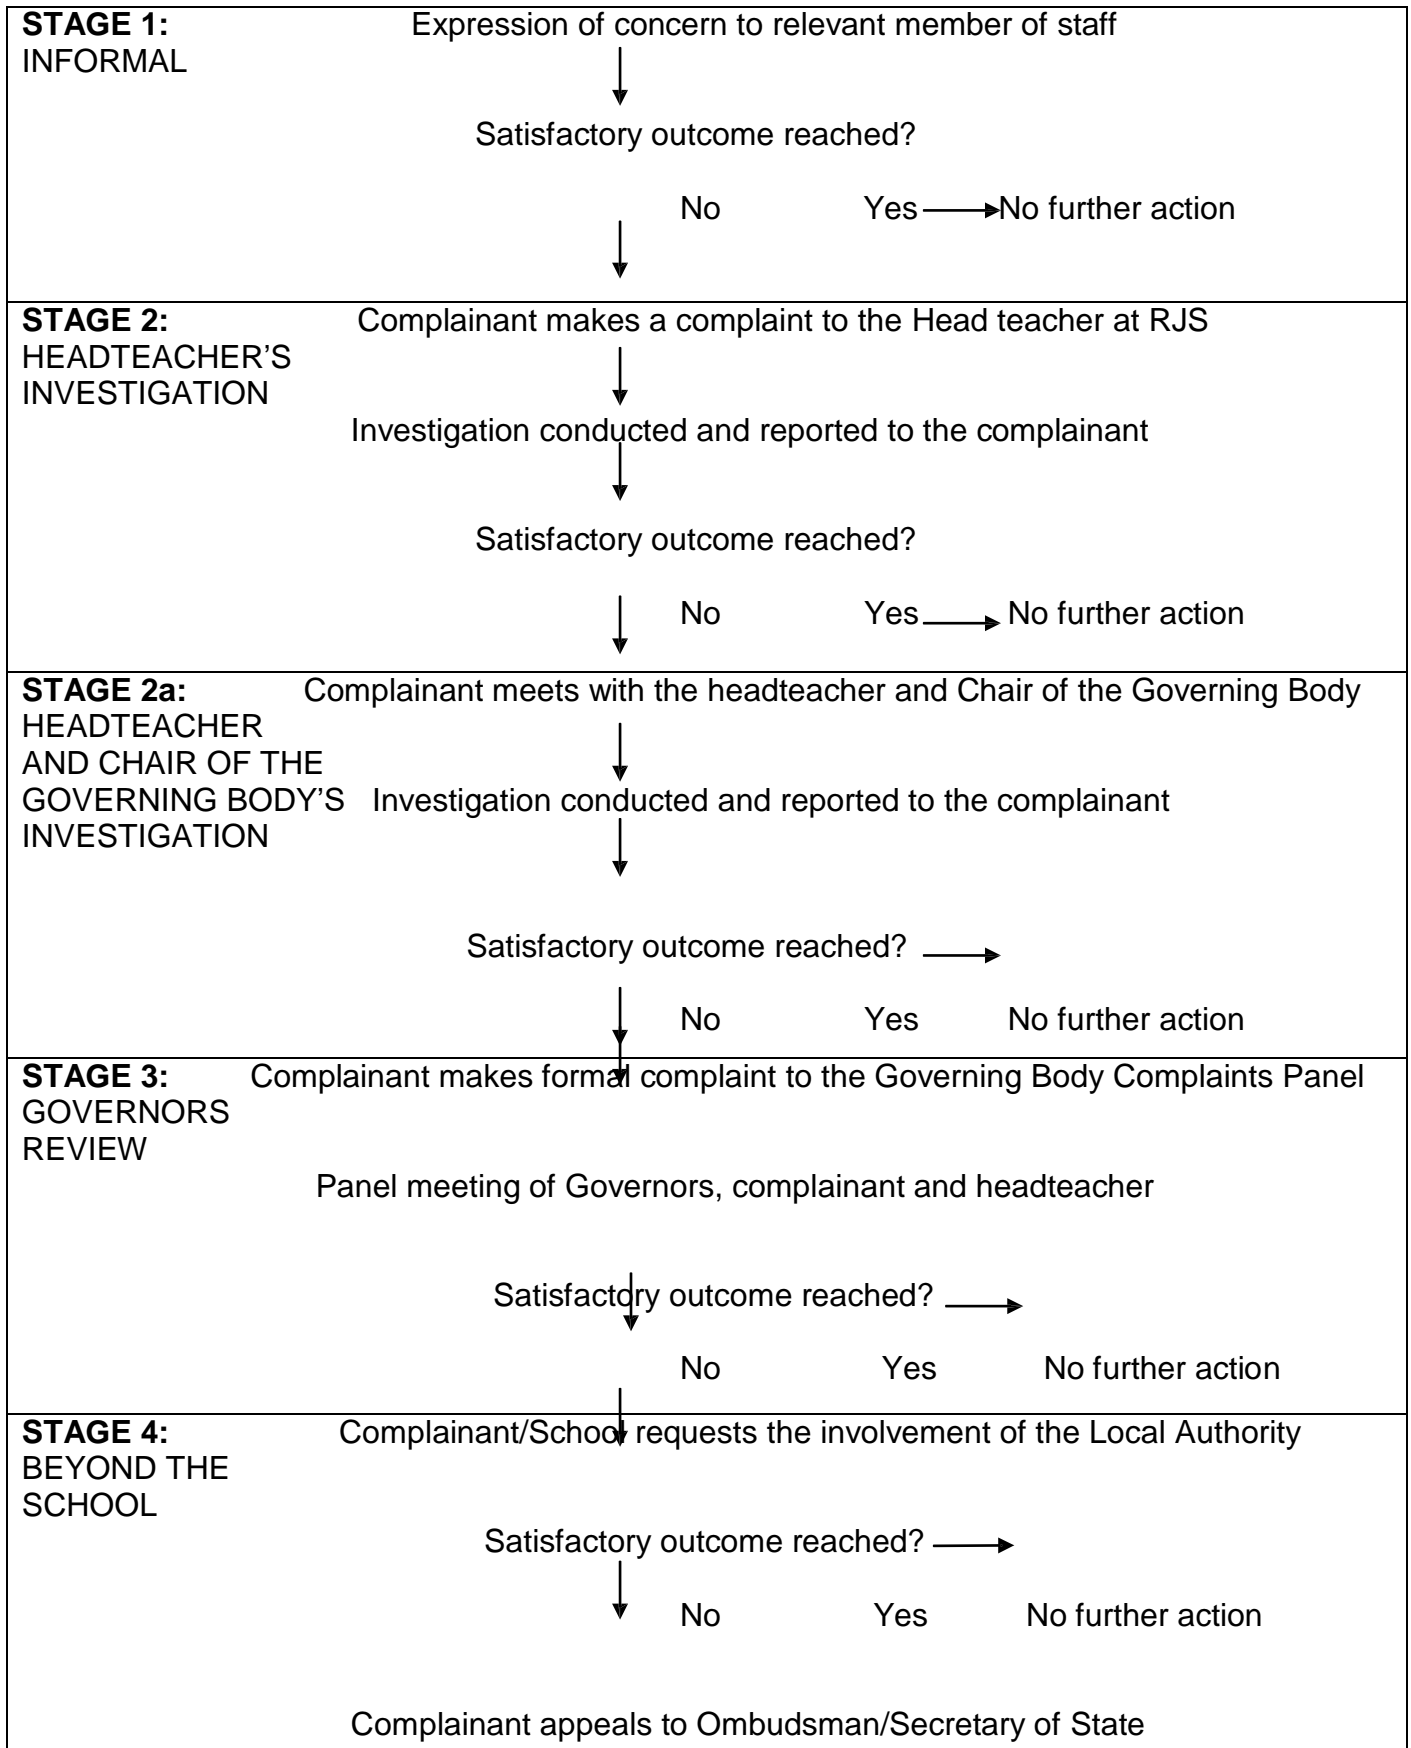 STAGE 1: Expression of concern to relevant member of staff
INFORMAL
Satisfactory outcome reached?
No Yes No further action
STAGE 2: Complainant makes a complaint to the Head teacher at RJS
HEADTEACHER'S
INVESTIGATION
Investigation conducted and reported to the complainant
Satisfactory outcome reached?
No Yes No further action
STAGE 2a: Complainant meets with the headteacher and Chair of the Governing Body
HEADTEACHER
AND CHAIR OF THE
GOVERNING BODY'S Investigation conducted and reported to the complainant
INVESTIGATION
Satisfactory outcome reached?
No Yes No further action
STAGE 3: Complainant makes formal complaint to the Governing Body Complaints Panel
GOVERNORS
REVIEW
Panel meeting of Governors, complainant and headteacher
Satisfactory outcome reached?
No Yes No further action
STAGE 4: Complainant/School requests the involvement of the Local Authority
BEYOND THE
SCHOOL
Satisfactory outcome reached?
No Yes No further action
Complainant appeals to Ombudsman/Secretary of State